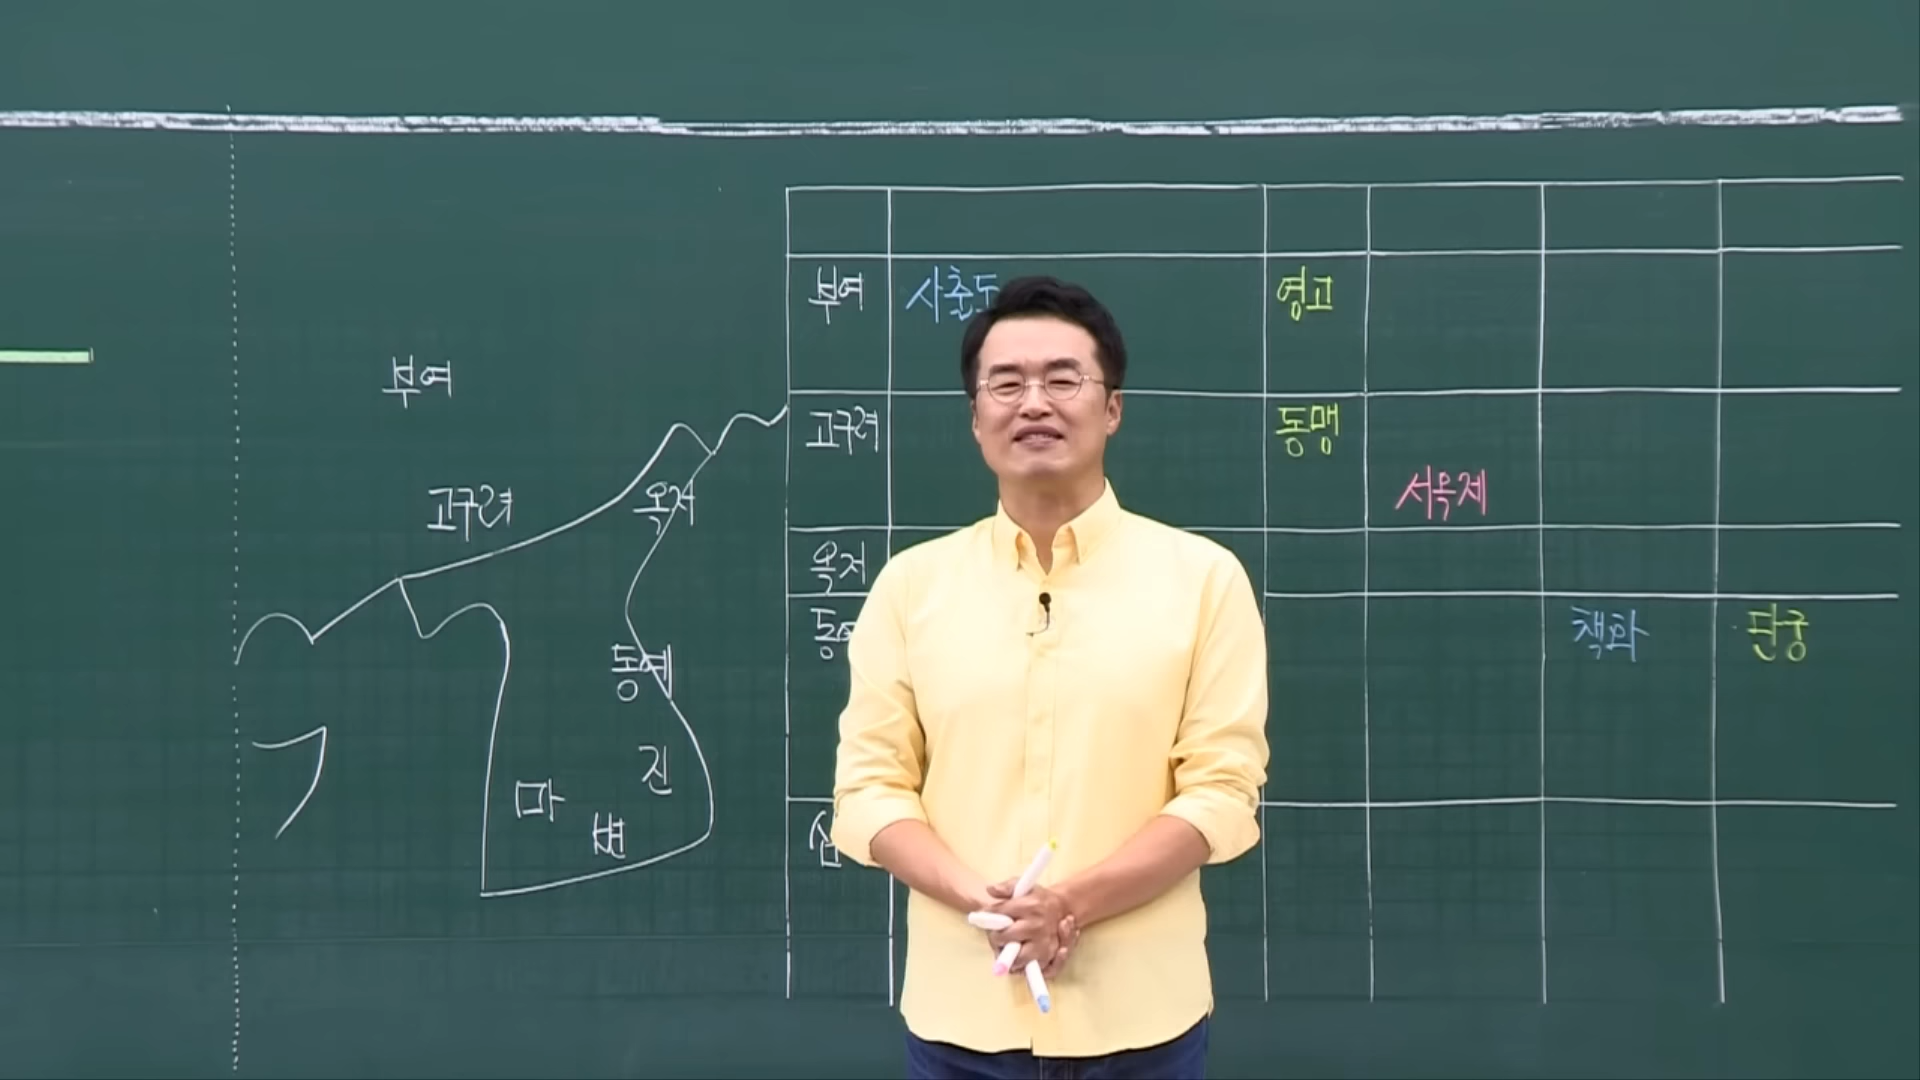 부여
고구려
옥저
동예
진
마
변
부여 사출도 영고
고구려 동맹
서옥제
옥저
책화 단궁